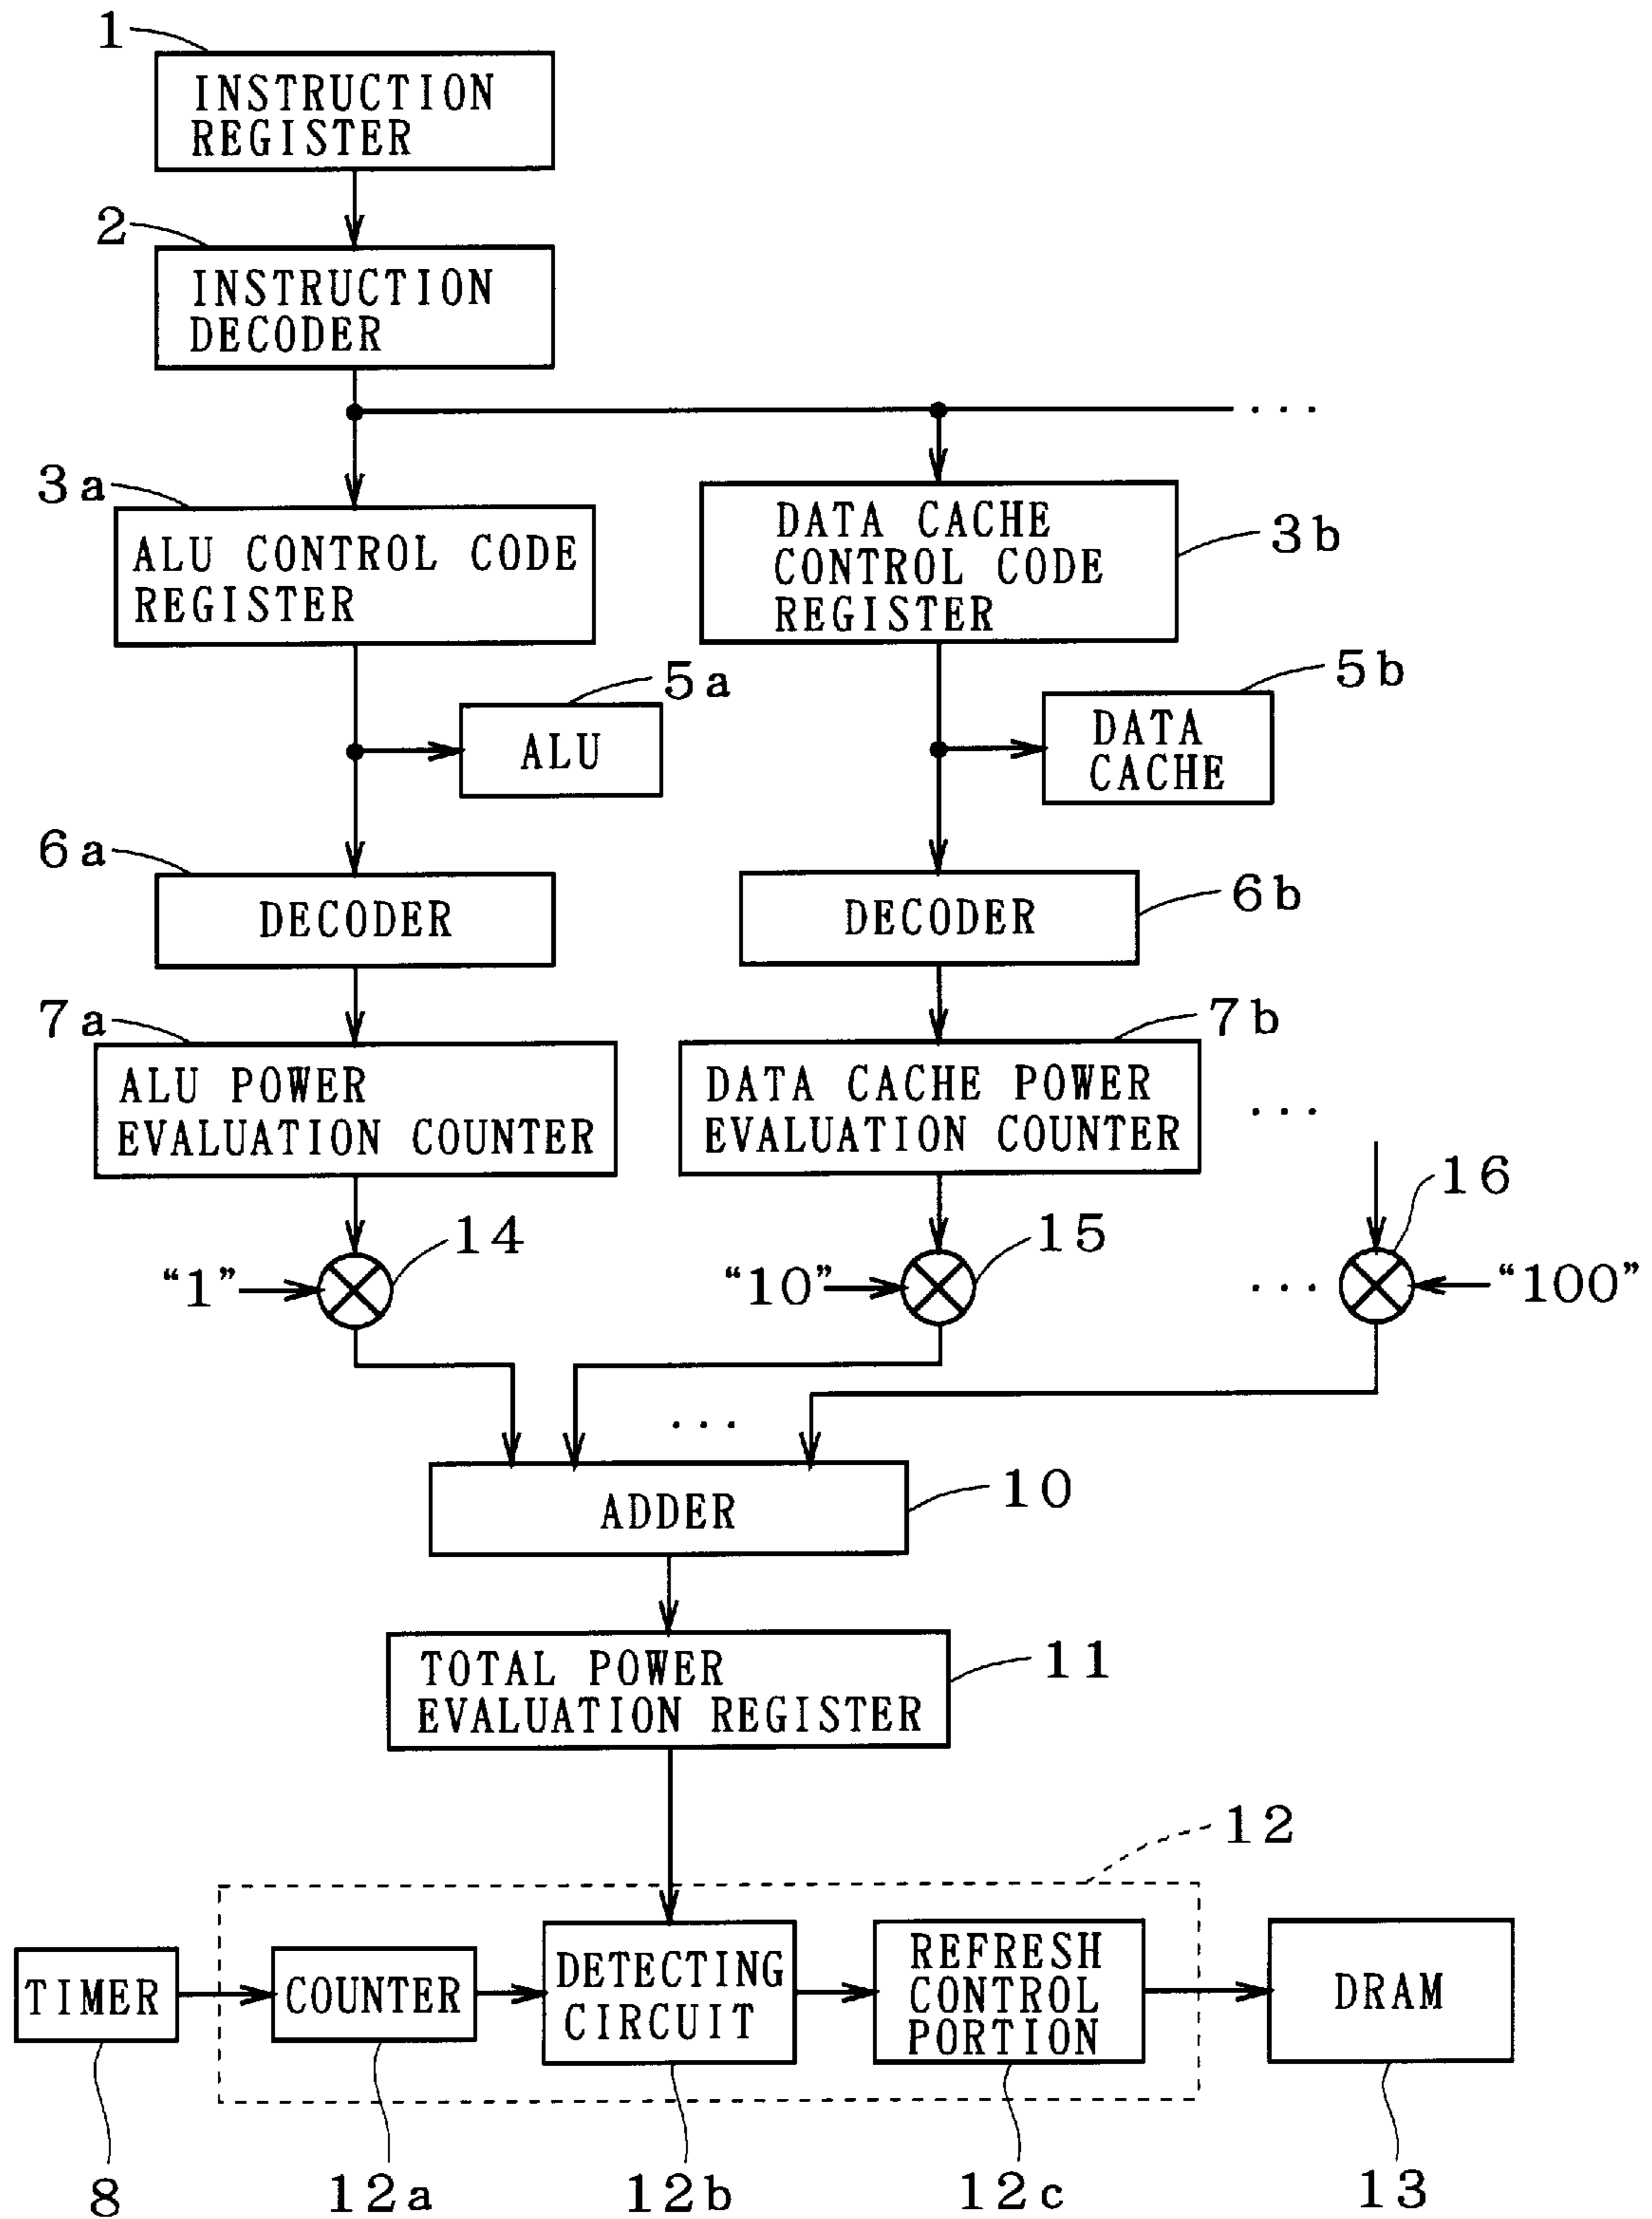 1
INSTRUCTION
REGISTER
2
INSTRUCTION
DECODER
...
3a
ALU CONTROL CODE
REGISTER
DATA CACHE
CONTROL CODE
REGISTER
3b
5a
ALU
5b
DATA
CACHE
6a
DECODER
DECODER
6b
7a
ALU POWER
EVALUATION COUNTER
7b
DATA CACHE POWER
EVALUATION COUNTER
...
“1”
14
“10”
15
...
16
“100”
...
ADDER
10
TOTAL POWER
EVALUATION REGISTER
11
12
TIMER
COUNTER
DETECTING
CIRCUIT
REFRESH
CONTROL
PORTION
DRAM
8
12a
12b
12c
13